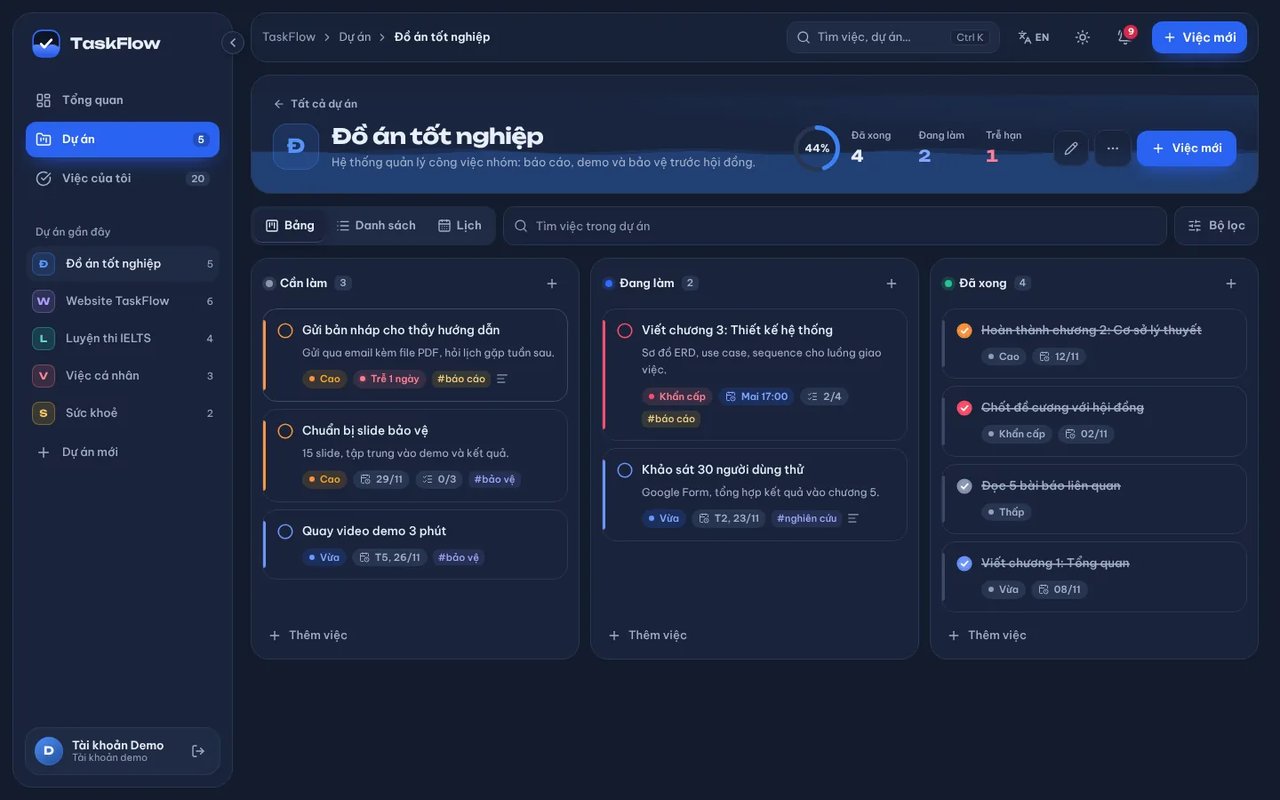 TaskFlow
Tổng quan
Dự án 5
Việc của tôi 20
Dự án gần đây
Đ Đồ án tốt nghiệp 5
W Website TaskFlow 6
L Luyện thi IELTS 4
V Việc cá nhân 3
S Sức khoẻ 2
+ Dự án mới
D Tài khoản Demo
Tài khoản demo
TaskFlow > Dự án > Đồ án tốt nghiệp
Tìm việc, dự án... Ctrl K
EN
9
+ Việc mới
← Tất cả dự án
Đ Đồ án tốt nghiệp
Hệ thống quản lý công việc nhóm: báo cáo, demo và bảo vệ trước hội đồng.
44%
Đã xong
4
Đang làm
2
Trễ hạn
1
+ Việc mới
Bảng
Danh sách
Lịch
Tìm việc trong dự án
Bộ lọc
Cần làm 3 +
Gửi bản nháp cho thầy hướng dẫn
Gửi qua email kèm file PDF, hỏi lịch gặp tuần sau.
Cao Trễ 1 ngày #báo cáo
Chuẩn bị slide bảo vệ
15 slide, tập trung vào demo và kết quả.
Cao 29/11 0/3 #bảo vệ
Quay video demo 3 phút
Vừa T5, 26/11 #bảo vệ
+ Thêm việc
Đang làm 2 +
Viết chương 3: Thiết kế hệ thống
Sơ đồ ERD, use case, sequence cho luồng giao
việc.
Khẩn cấp Mai 17:00 2/4
#báo cáo
Khảo sát 30 người dùng thử
Google Form, tổng hợp kết quả vào chương 5.
Vừa T2, 23/11 #nghiên cứu
+ Thêm việc
Đã xong 4 +
Hoàn thành chương 2: Cơ sở lý thuyết
Cao 12/11
Chốt đề cương với hội đồng
Khẩn cấp 02/11
Đọc 5 bài báo liên quan
Thấp
Viết chương 1: Tổng quan
Vừa 08/11
+ Thêm việc